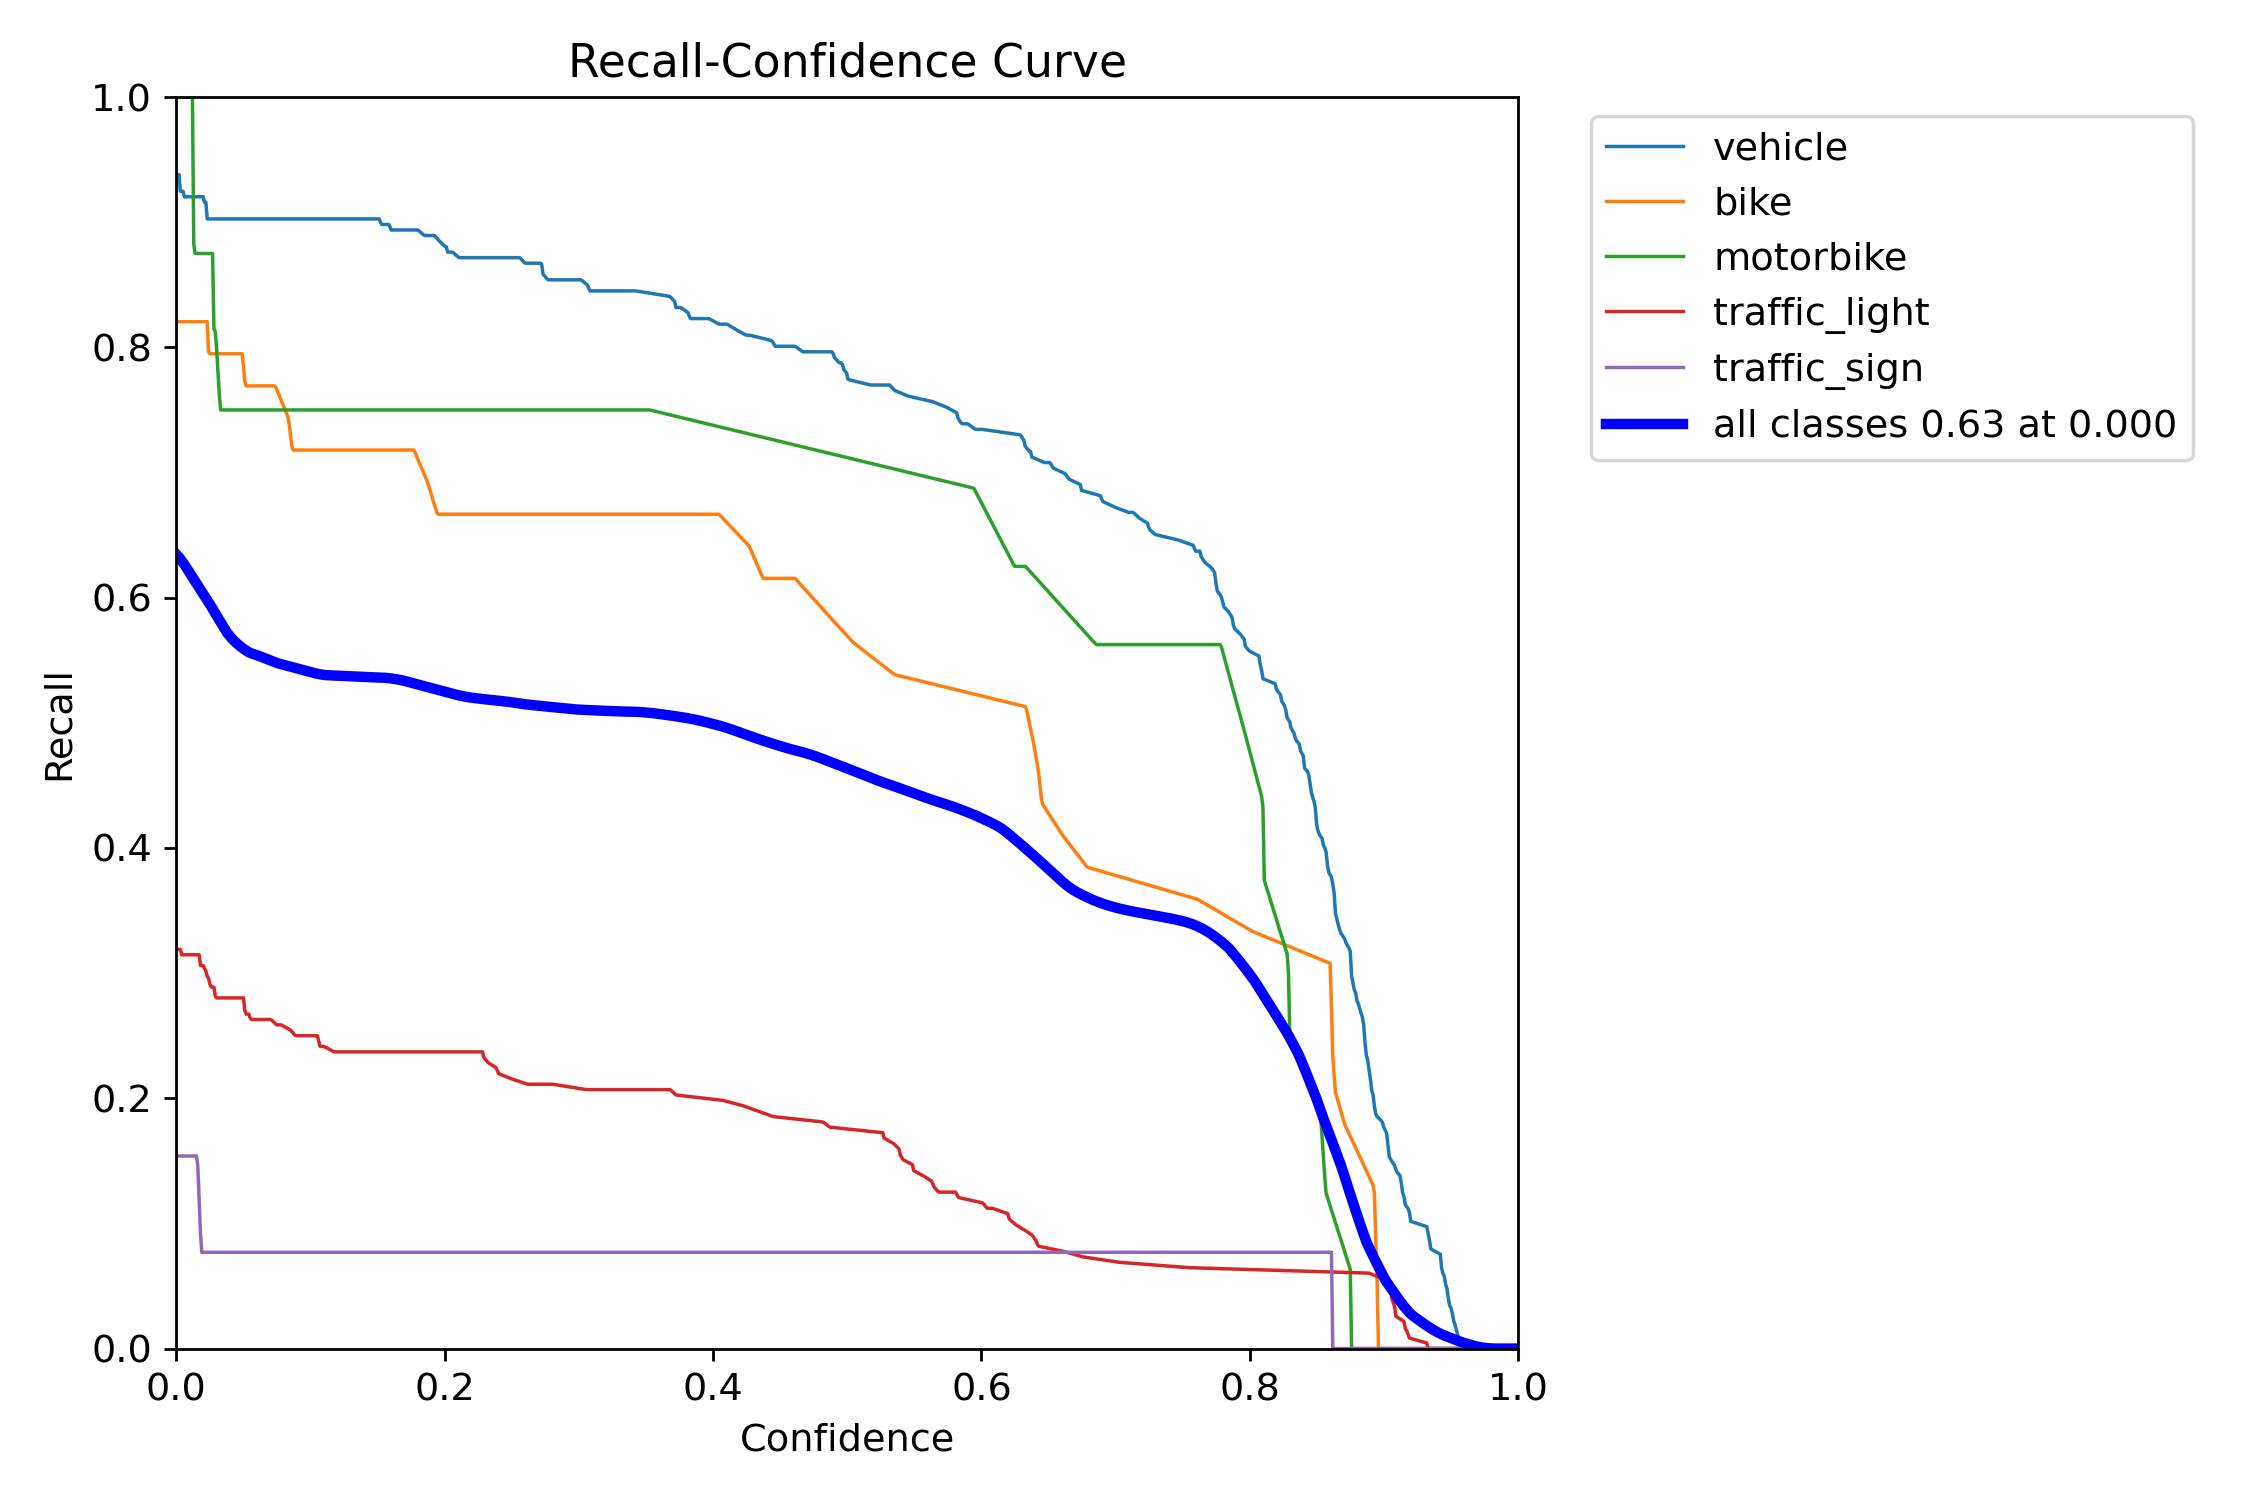 Recall-Confidence Curve
1.0
0.8
0.6
0.4
0.2
0.0
Recall
0.0 0.2 0.4 0.6 0.8 1.0
Confidence
vehicle
bike
motorbike
traffic_light
traffic_sign
all classes 0.63 at 0.000